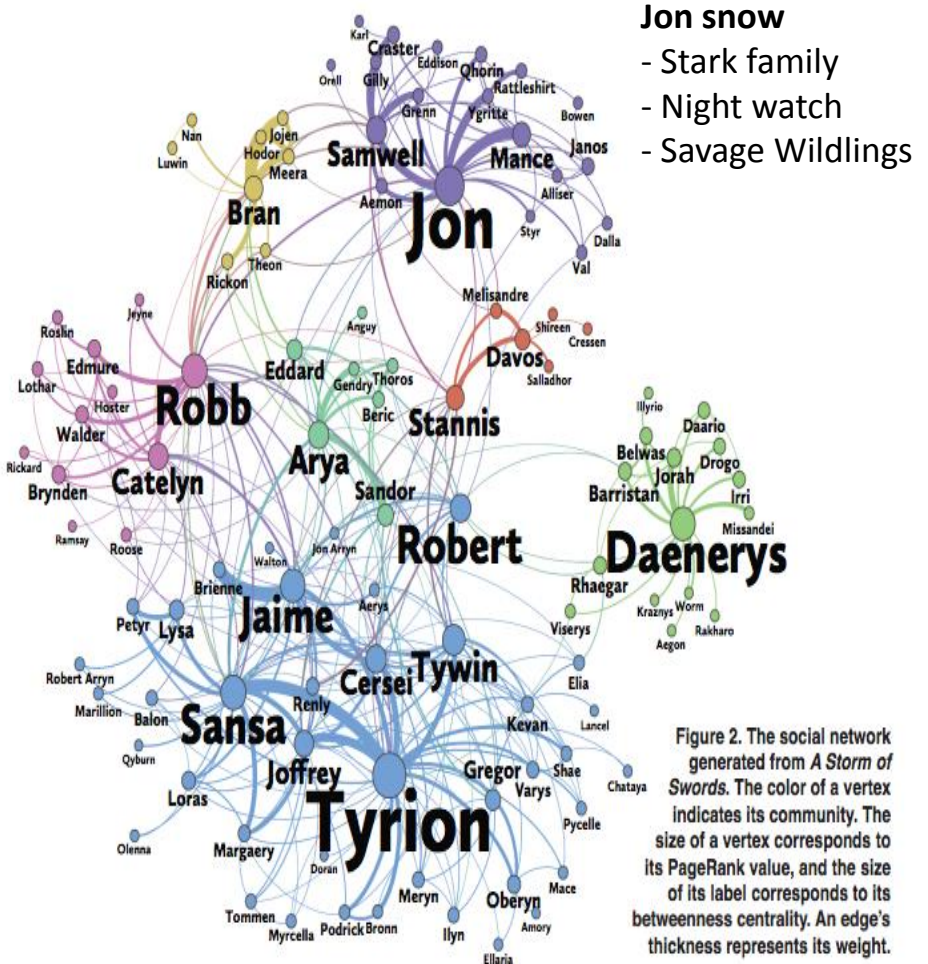 Jon snow
- Stark family
- Night watch
- Savage Wildlings
Karl
Craster
Eddison
Orell
Gilly
Qhorin
Rattleshirt
Grenn
Ygritte
Bowen
Nan
Jojen
Hodor
Luwin
Meera
Samwell
Mance
Janos
Aemon
Alliser
Bran
Jon
Styr
Dalla
Theon
Val
Rickon
Melisandre
Jeyne
Roslin
Anguy
Shireen
Edmure
Eddard
Davos
Cressen
Lothar
Gendry
Thoros
Salladhor
Hoster
Robb
Beric
Stannis
Illyrio
Walder
Daario
Arya
Belwas
Drogo
Rickard
Catelyn
Jorah
Brynden
Sandor
Barristan
Irri
Missandei
Ramsay
Roose
Jon Arryn
Robert
Daenerys
Walton
Rhaegar
Brienne
Aerys
Kraznys
Worm
Petyr
Lysa
Jaime
Viserys
Rakharo
Aegon
Robert Arryn
Cersei
Tywin
Elia
Marillion
Balon
Renly
Sansa
Kevan
Lancel
Qyburn
Joffrey
Gregor
Shae
Varys
Chataya
Loras
Tyrion
Pycelle
Olenna
Margaery
Doran
Meryn
Mace
Oberyn
Tommen
Myrcella
Podrick
Bronn
Ilyn
Amory
Ellaria
Figure 2. The social network
generated from A Storm of
Swords. The color of a vertex
indicates its community. The
size of a vertex corresponds to
its PageRank value, and the size
of its label corresponds to its
betweenness centrality. An edge's
thickness represents its weight.